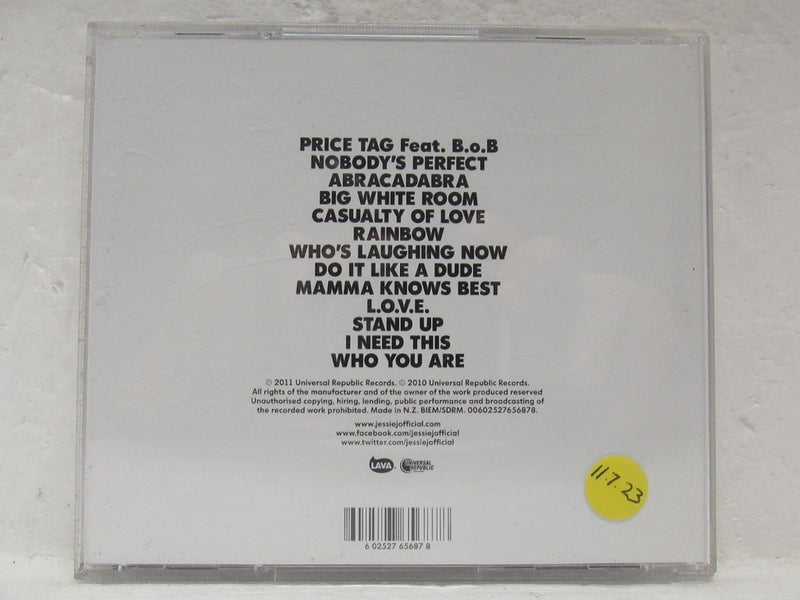 PRICE TAG Feat. B.o.B
NOBODY'S PERFECT
ABRACADABRA
BIG WHITE ROOM
CASUALTY OF LOVE
RAINBOW
WHO'S LAUGHING NOW
DO IT LIKE A DUDE
MAMMA KNOWS BEST
L.O.V.E.
STAND UP
I NEED THIS
WHO YOU ARE
℗ 2011 Universal Republic Records. © 2010 Universal Republic Records.
All rights of the manufacturer and of the owner of the work produced reserved
Unauthorised copying, hiring, lending, public performance and broadcasting of
the recorded work prohibited. Made in N.Z. BIEM/SDRM. 00602527656878.
www.jessiejofficial.com
www.facebook.com/jessiejofficial
www.twitter.com/jessiejofficial
LAVA
UNIVERSAL
REPUBLIC
11.7.23
6 02527 65687 8